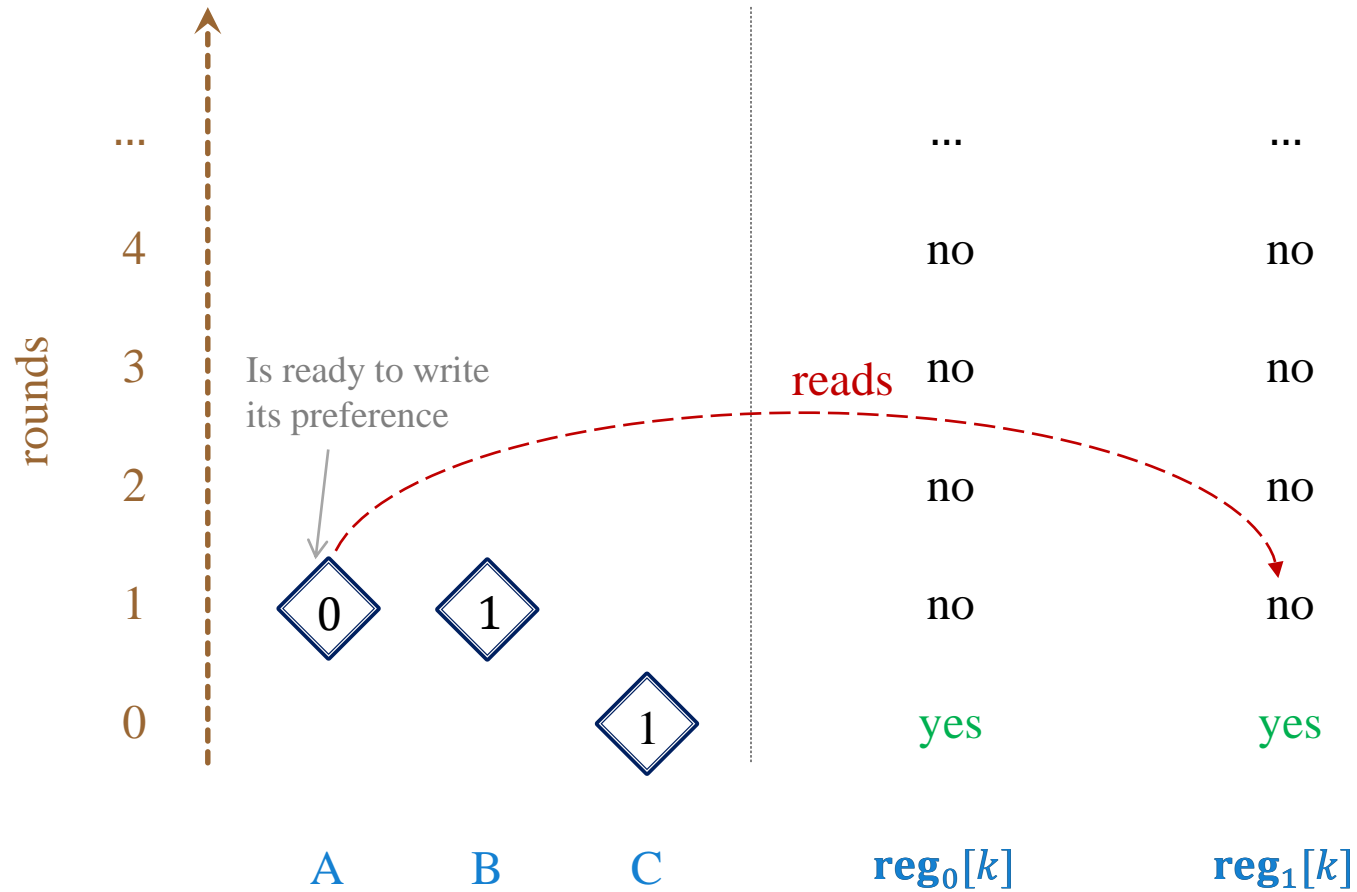 rounds
... ... ...
4 no no
3 no no
Is ready to write
its preference
reads
2 no no
1 0 1 no no
0 1 yes yes
A B C reg₀[k] reg₁[k]